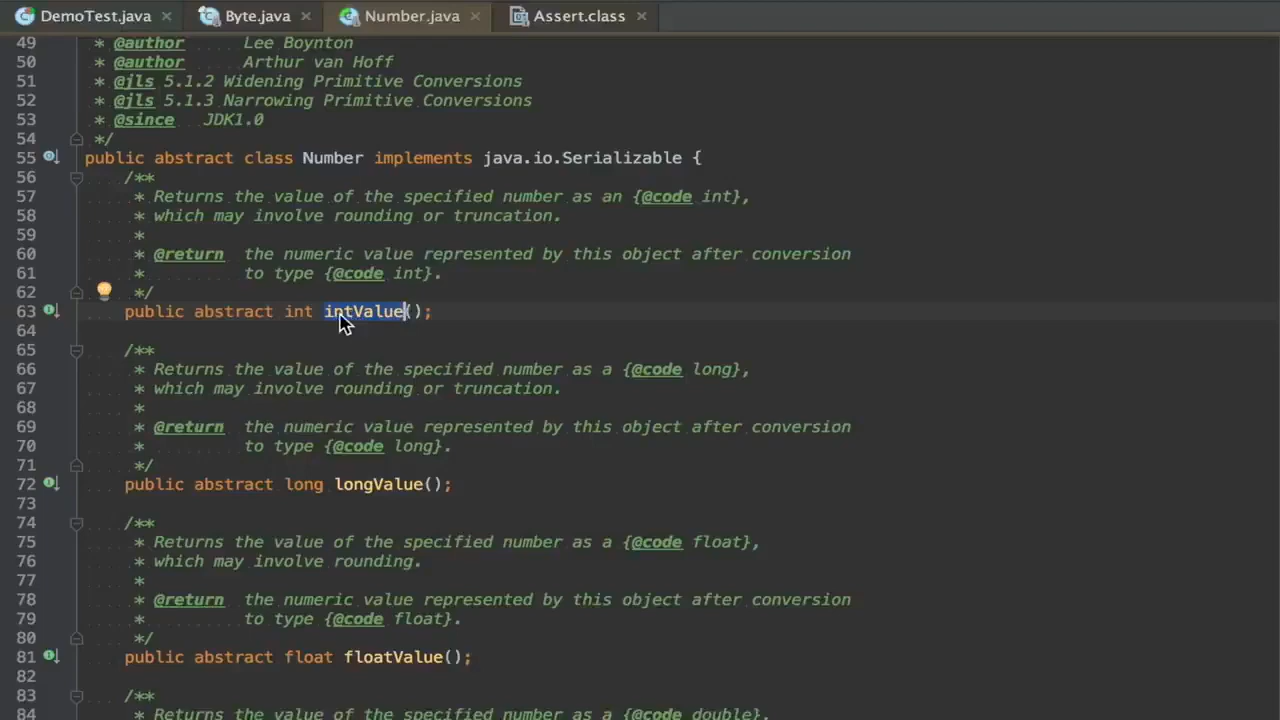 DemoTest.java Byte.java Number.java Assert.class
49 * @author Lee Boynton
50 * @author Arthur van Hoff
51 * @jls 5.1.2 Widening Primitive Conversions
52 * @jls 5.1.3 Narrowing Primitive Conversions
53 * @since JDK1.0
54 */
55 public abstract class Number implements java.io.Serializable {
56 /**
57 * Returns the value of the specified number as an {@code int},
58 * which may involve rounding or truncation.
59 *
60 * @return the numeric value represented by this object after conversion
61 * to type {@code int}.
62 */
63 public abstract int intValue();
64
65 /**
66 * Returns the value of the specified number as a {@code long},
67 * which may involve rounding or truncation.
68 *
69 * @return the numeric value represented by this object after conversion
70 * to type {@code long}.
71 */
72 public abstract long longValue();
73
74 /**
75 * Returns the value of the specified number as a {@code float},
76 * which may involve rounding.
77 *
78 * @return the numeric value represented by this object after conversion
79 * to type {@code float}.
80 */
81 public abstract float floatValue();
82
83 /**
84 * Returns the value of the specified number as a {@code double},